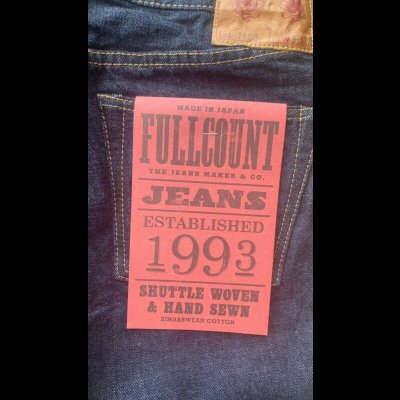 MADE IN JAPAN
FULLCOUNT
THE JEANS MAKER & CO.
JEANS
ESTABLISHED
1993
SHUTTLE WOVEN
& HAND SEWN
ZIMBABWEAN COTTON